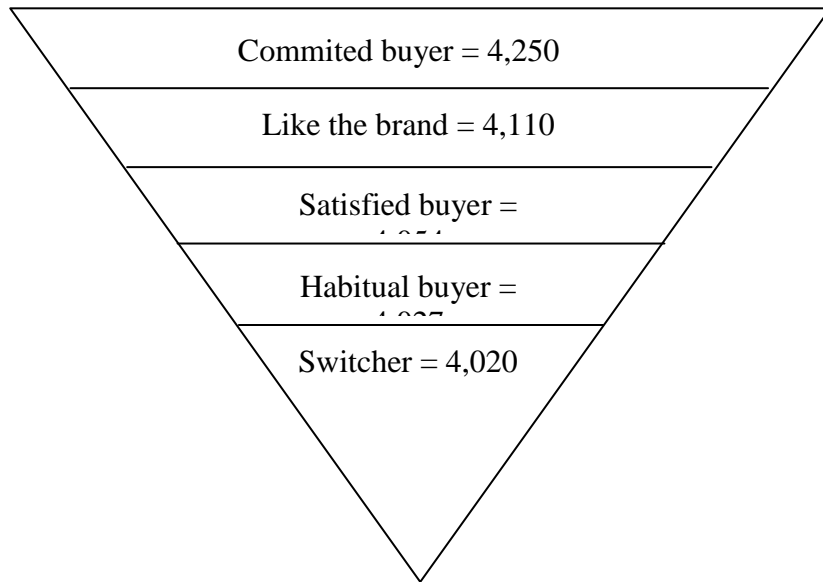 Commited buyer = 4,250
Like the brand = 4,110
Satisfied buyer =
Habitual buyer =
Switcher = 4,020